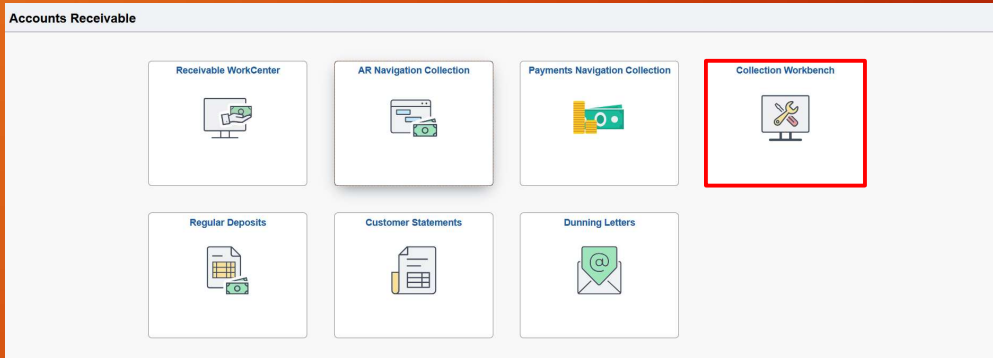 Accounts Receivable
Receivable WorkCenter
AR Navigation Collection
Payments Navigation Collection
Collection Workbench
Regular Deposits
Customer Statements
Dunning Letters
@